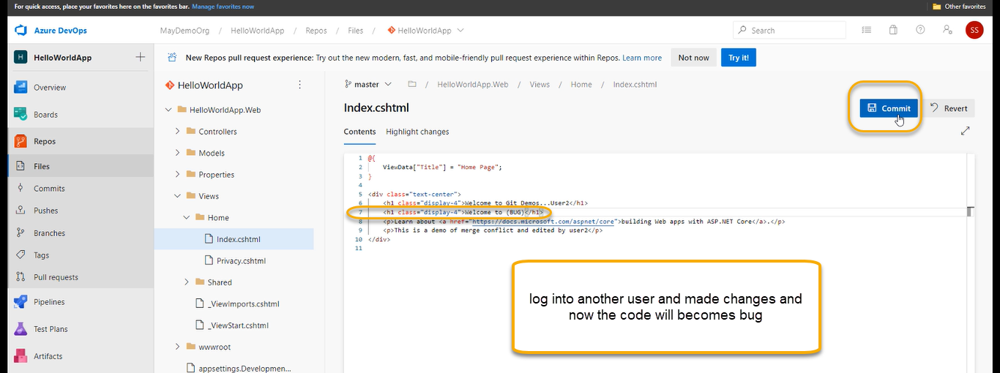 For quick access, place your favorites here on the favorites bar. Manage favorites now
Other favorites
Azure DevOps
MayDemoOrg / HelloWorldApp / Repos / Files / HelloWorldApp
Search
SS
H HelloWorldApp
New Repos pull request experience: Try out the new modern, fast, and mobile-friendly pull request experience within Repos. Learn more
Not now
Try it!
Overview
Boards
Repos
Files
Commits
Pushes
Branches
Tags
Pull requests
Pipelines
Test Plans
Artifacts
HelloWorldApp
HelloWorldApp.Web
Controllers
Models
Properties
Views
Home
Index.cshtml
Privacy.cshtml
Shared
_ViewImports.cshtml
_ViewStart.cshtml
wwwroot
appsettings.Developmen...
master
/ HelloWorldApp.Web / Views / Home / Index.cshtml
Index.cshtml
Commit
Revert
Contents
Highlight changes
1 @{
2 ViewData["Title"] = "Home Page";
3 }
4
5 <div class="text-center">
6 <h1 class="display-4">Welcome to Git Demos...User2</h1>
7 <h1 class="display-4">Welcome to (BUG)</h1>
8 <p>Learn about <a href="https://docs.microsoft.com/aspnet/core">building Web apps with ASP.NET Core</a>.</p>
9 <p>This is a demo of merge conflict and edited by user2</p>
10 </div>
11
log into another user and made changes and
now the code will becomes bug